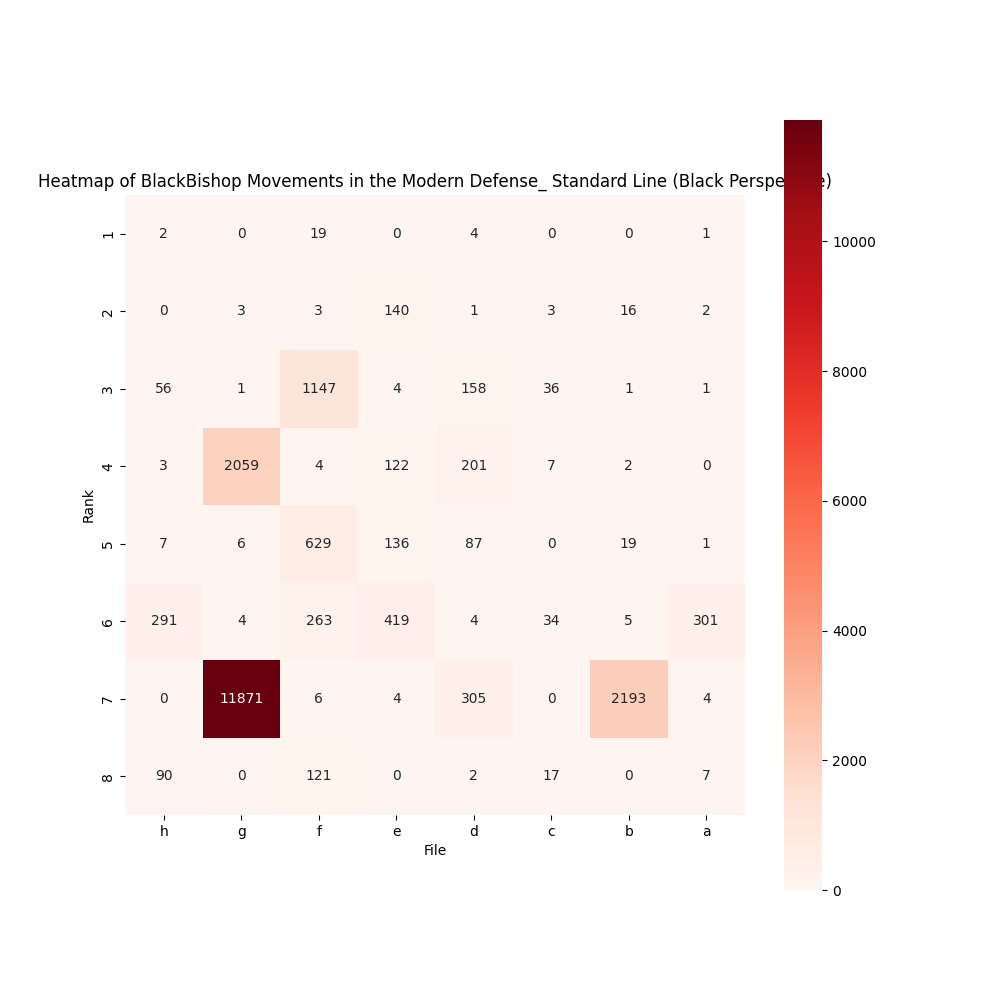 Heatmap of BlackBishop Movements in the Modern Defense_ Standard Line (Black Perspe e)
1 2 0 19 0 4 0 0 1
2 0 3 3 140 1 3 16 2
3 56 1 1147 4 158 36 1 1
4 3 2059 4 122 201 7 2 0
5 7 6 629 136 87 0 19 1
6 291 4 263 419 4 34 5 301
7 0 11871 6 4 305 0 2193 4
8 90 0 121 0 2 17 0 7
h g f e d c b a
File
Rank
10000
8000
6000
4000
2000
0